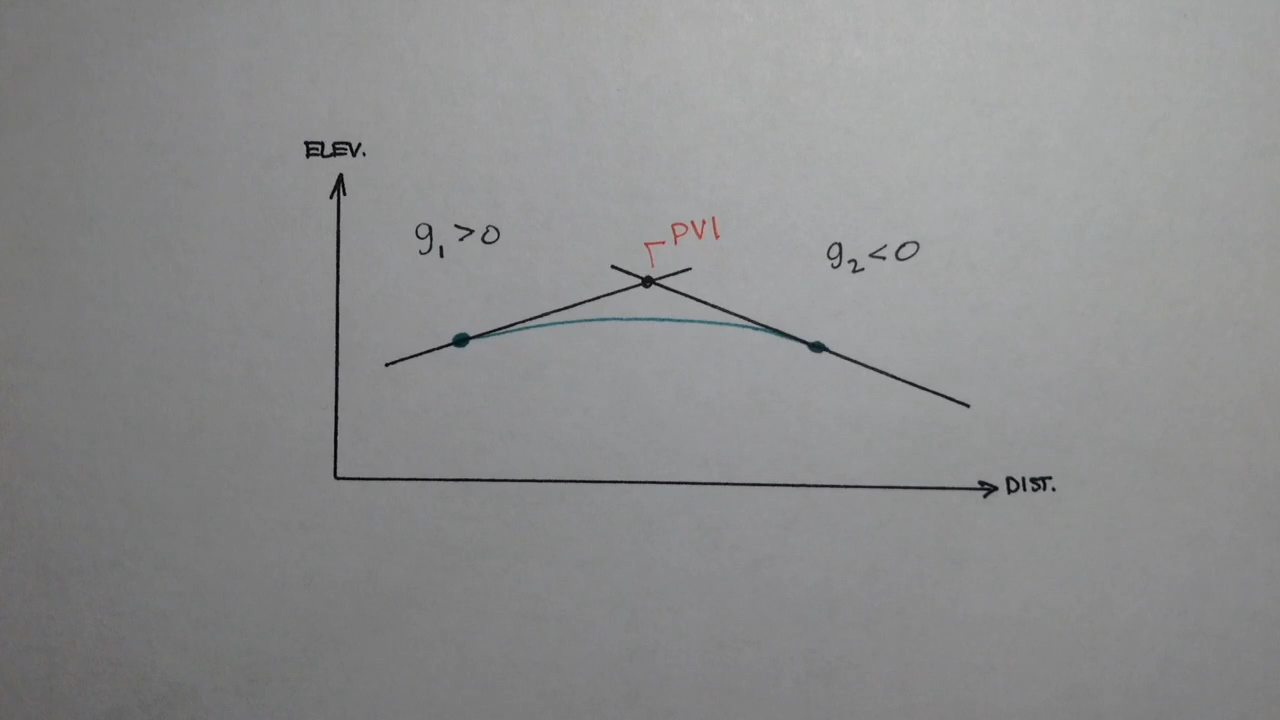 ELEV.
g₁>0
PVI
g₂<0
DIST.